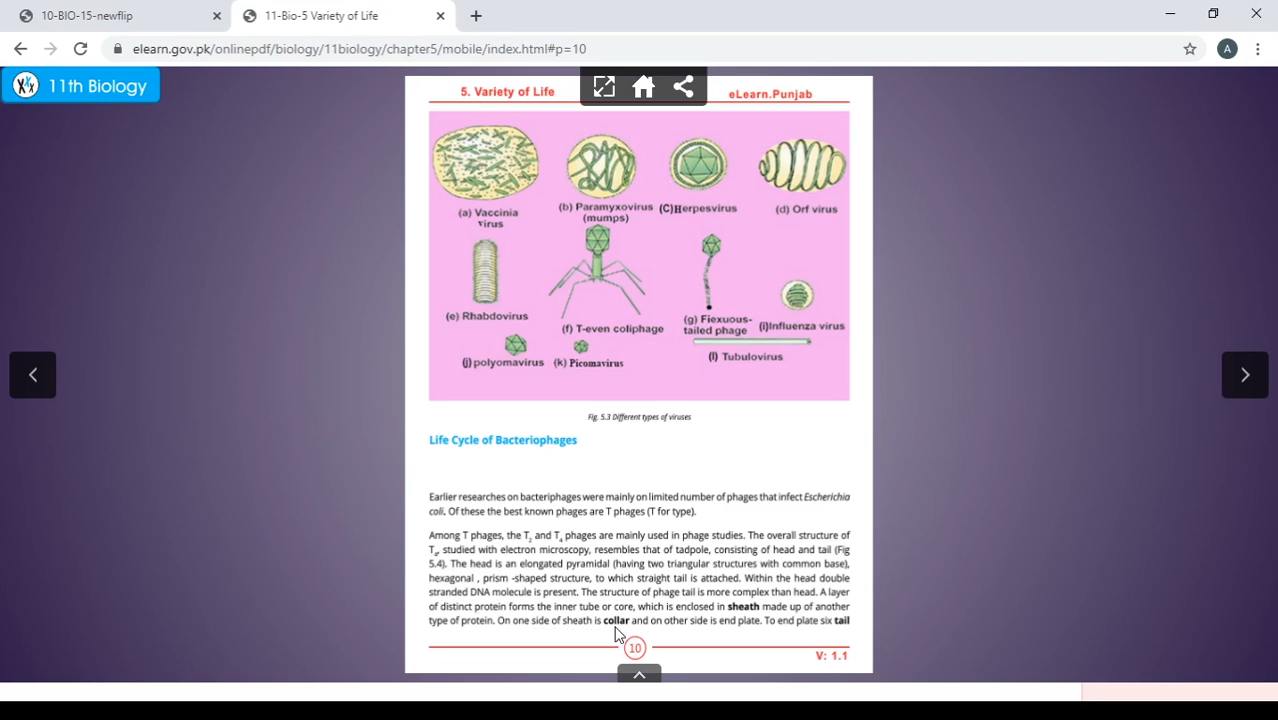 10-BIO-15-newflip
11-Bio-5 Variety of Life
elearn.gov.pk/onlinepdf/biology/11biology/chapter5/mobile/index.html#p=10
A
11th Biology
5. Variety of Life
eLearn.Punjab
(a) Vaccinia
virus
(b) Paramyxovirus
(mumps)
(C)Herpesvirus
(d) Orf virus
(e) Rhabdovirus
(f) T-even coliphage
(g) Fiexuous-
tailed phage
(i)Influenza virus
(j)polyomavirus
(k) Picomavirus
(l) Tubulovirus
Fig. 5.3 Different types of viruses
Life Cycle of Bacteriophages
Earlier researches on bacteriphages were mainly on limited number of phages that infect Escherichia
coli. Of these the best known phages are T phages (T for type).
Among T phages, the T2 and T4 phages are mainly used in phage studies. The overall structure of
T4, studied with electron microscopy, resembles that of tadpole, consisting of head and tail (Fig
5.4). The head is an elongated pyramidal (having two triangular structures with common base),
hexagonal , prism -shaped structure, to which straight tail is attached. Within the head double
stranded DNA molecule is present. The structure of phage tail is more complex than head. A layer
of distinct protein forms the inner tube or core, which is enclosed in sheath made up of another
type of protein. On one side of sheath is collar and on other side is end plate. To end plate six tail
10
V: 1.1